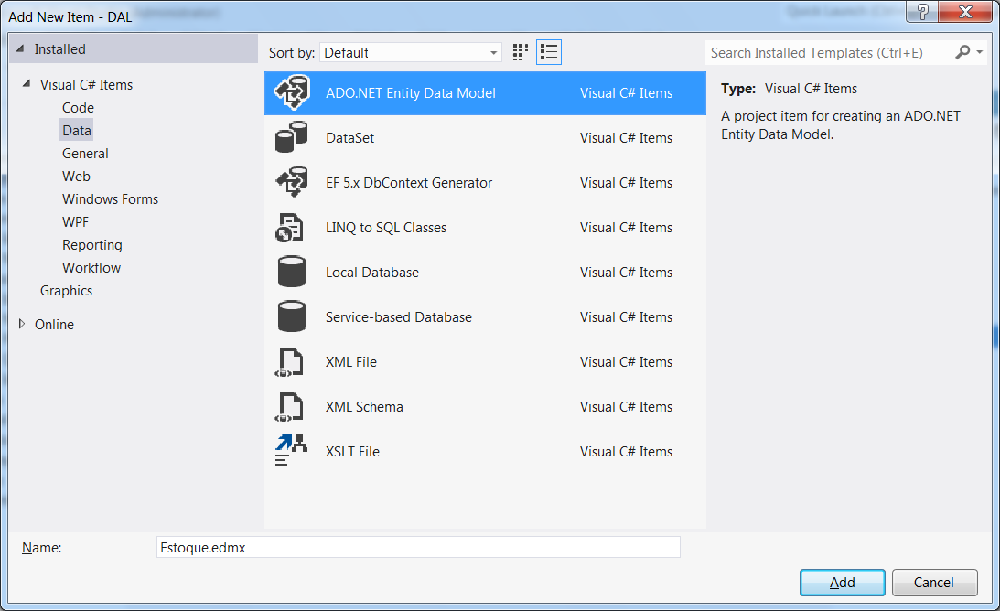 Add New Item - DAL
Installed
Visual C# Items
Code
Data
General
Web
Windows Forms
WPF
Reporting
Workflow
Graphics
Online
Sort by: Default
ADO.NET Entity Data Model Visual C# Items
DataSet Visual C# Items
EF 5.x DbContext Generator Visual C# Items
LINQ to SQL Classes Visual C# Items
Local Database Visual C# Items
Service-based Database Visual C# Items
XML File Visual C# Items
XML Schema Visual C# Items
XSLT File Visual C# Items
Search Installed Templates (Ctrl+E)
Type: Visual C# Items
A project item for creating an ADO.NET
Entity Data Model.
Name: Estoque.edmx
Add Cancel